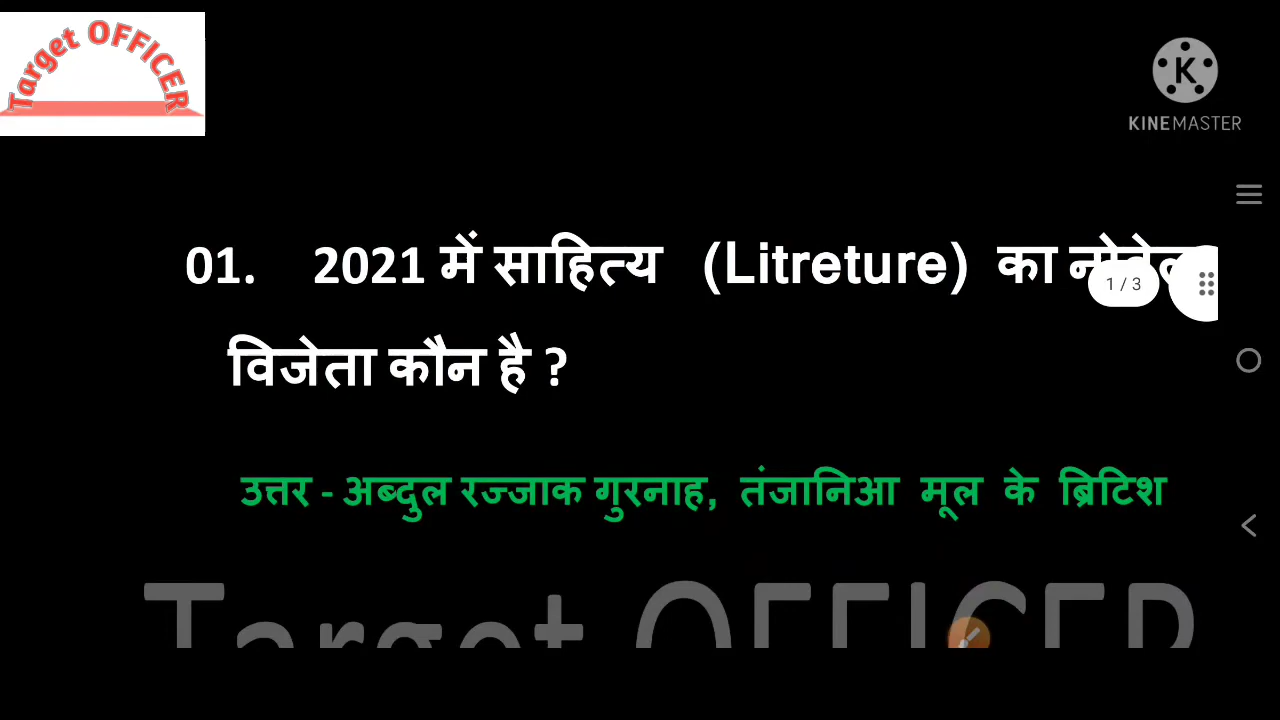 Target OFFICER
KINEMASTER
01. 2021 में साहित्य (Litreture) का नोबेल
1 / 3
विजेता कौन है ?
उत्तर - अब्दुल रज्जाक गुरनाह, तंजानिआ मूल के ब्रिटिश
Target OFFICER